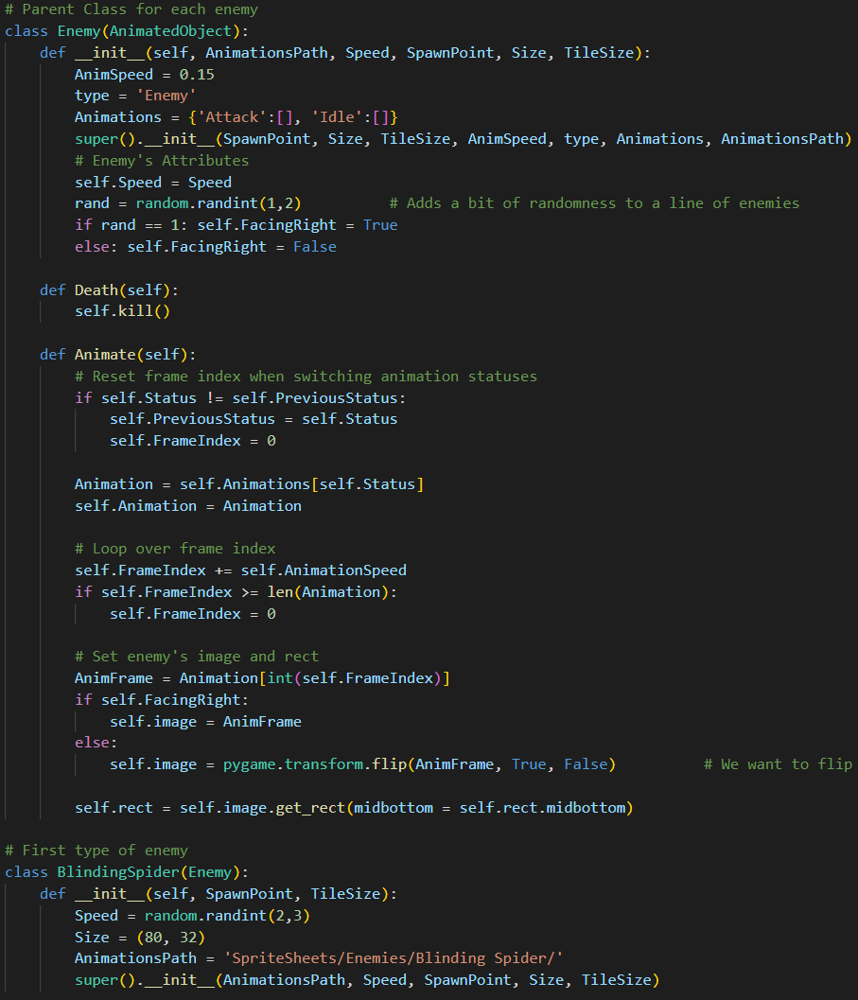 # Parent Class for each enemy
class Enemy(AnimatedObject):
    def __init__(self, AnimationsPath, Speed, SpawnPoint, Size, TileSize):
        AnimSpeed = 0.15
        type = 'Enemy'
        Animations = {'Attack':[], 'Idle':[]}
        super().__init__(SpawnPoint, Size, TileSize, AnimSpeed, type, Animations, AnimationsPath)
        # Enemy's Attributes
        self.Speed = Speed
        rand = random.randint(1,2)          # Adds a bit of randomness to a line of enemies
        if rand == 1: self.FacingRight = True
        else: self.FacingRight = False

    def Death(self):
        self.kill()

    def Animate(self):
        # Reset frame index when switching animation statuses
        if self.Status != self.PreviousStatus:
            self.PreviousStatus = self.Status
            self.FrameIndex = 0

        Animation = self.Animations[self.Status]
        self.Animation = Animation

        # Loop over frame index
        self.FrameIndex += self.AnimationSpeed
        if self.FrameIndex >= len(Animation):
            self.FrameIndex = 0

        # Set enemy's image and rect
        AnimFrame = Animation[int(self.FrameIndex)]
        if self.FacingRight:
            self.image = AnimFrame
        else:
            self.image = pygame.transform.flip(AnimFrame, True, False)          # We want to flip

        self.rect = self.image.get_rect(midbottom = self.rect.midbottom)

# First type of enemy
class BlindingSpider(Enemy):
    def __init__(self, SpawnPoint, TileSize):
        Speed = random.randint(2,3)
        Size = (80, 32)
        AnimationsPath = 'SpriteSheets/Enemies/Blinding Spider/'
        super().__init__(AnimationsPath, Speed, SpawnPoint, Size, TileSize)